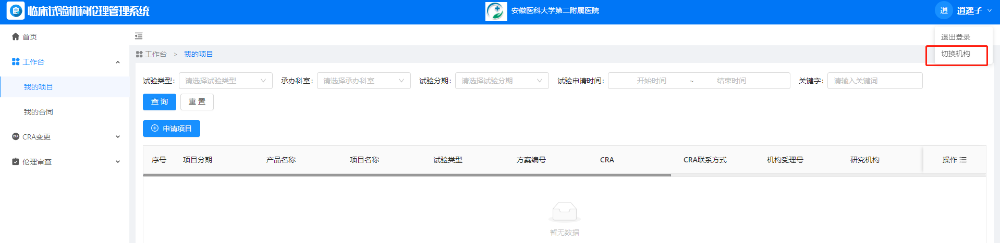 临床试验机构伦理管理系统
安徽医科大学第二附属医院
逍 逍遥子
首页
退出登录
工作台 > 我的项目
切换机构
工作台
试验类型: 请选择试验类型 承办科室: 请选择承办科室 试验分期: 请选择试验分期 试验申请时间: 开始时间 ~ 结束时间 关键字: 请输入关键词
我的项目
查 询 重 置
我的合同
申请项目
CRA变更
伦理审查
序号 项目分期 产品名称 项目名称 试验类型 方案编号 CRA CRA联系方式 机构受理号 研究机构 操作
暂无数据